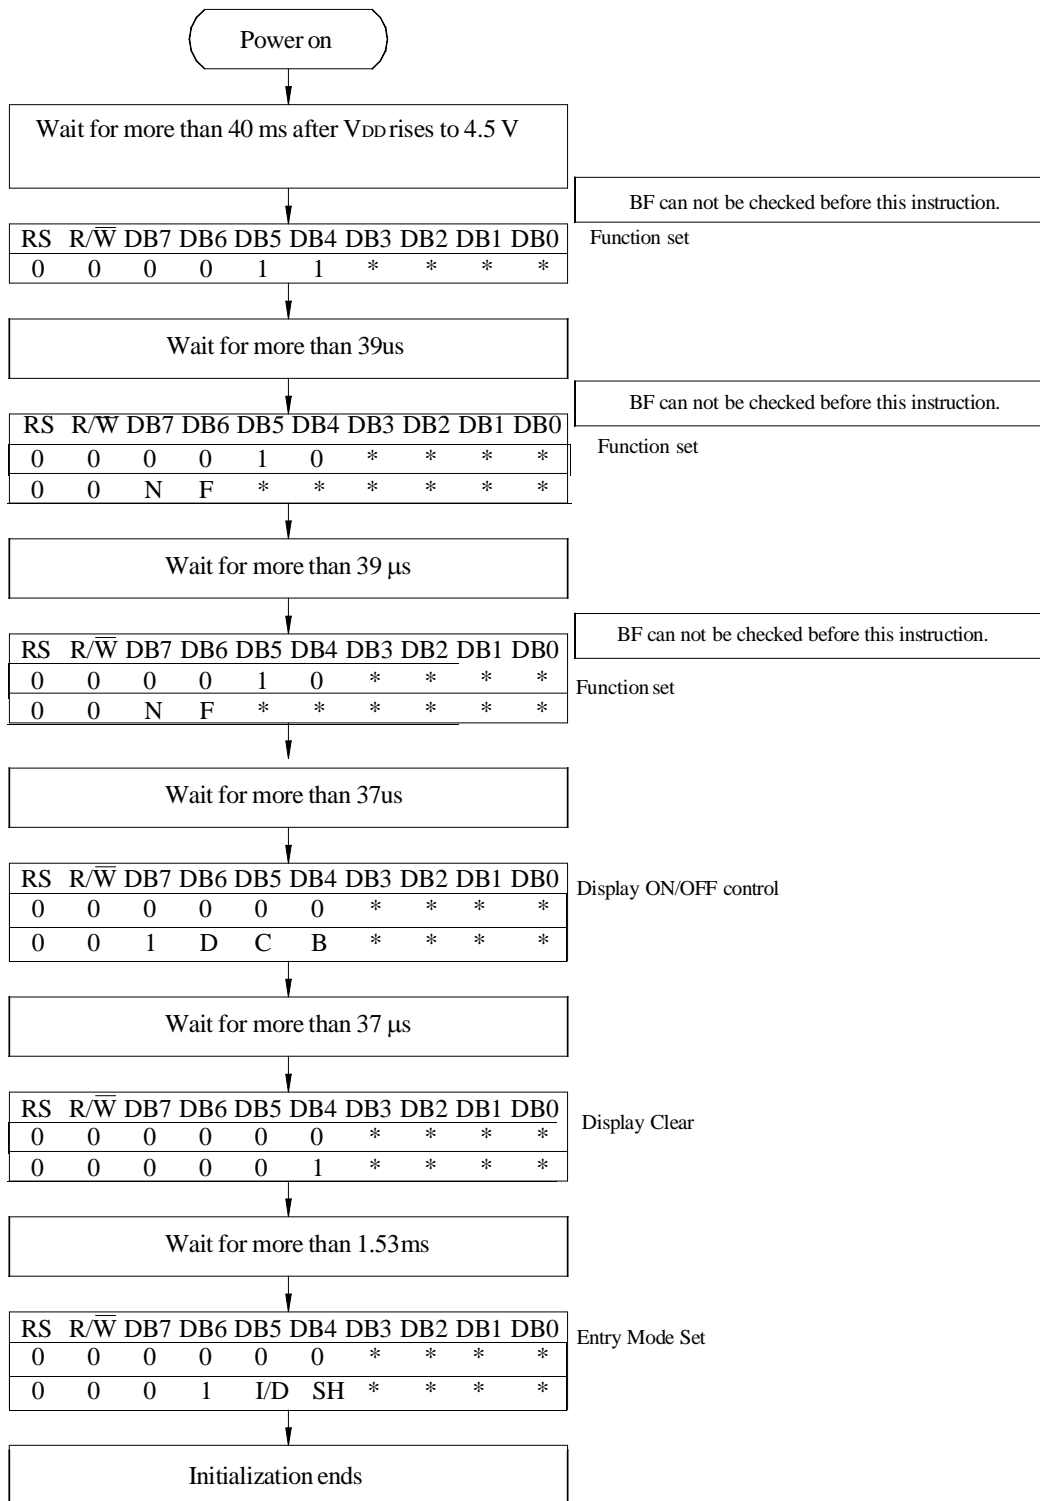 Power on
Wait for more than 40 ms after VDD rises to 4.5 V
BF can not be checked before this instruction.
RS R/W̅ DB7 DB6 DB5 DB4 DB3 DB2 DB1 DB0
Function set
0 0 0 0 1 1 * * * *
Wait for more than 39us
BF can not be checked before this instruction.
RS R/W̅ DB7 DB6 DB5 DB4 DB3 DB2 DB1 DB0
Function set
0 0 0 0 1 0 * * * *
0 0 N F * * * * * *
Wait for more than 39 μs
BF can not be checked before this instruction.
RS R/W̅ DB7 DB6 DB5 DB4 DB3 DB2 DB1 DB0
0 0 0 0 1 0 * * * *
Function set
0 0 N F * * * * * *
Wait for more than 37us
RS R/W̅ DB7 DB6 DB5 DB4 DB3 DB2 DB1 DB0
Display ON/OFF control
0 0 0 0 0 0 * * * *
0 0 1 D C B * * * *
Wait for more than 37 μs
RS R/W̅ DB7 DB6 DB5 DB4 DB3 DB2 DB1 DB0
Display Clear
0 0 0 0 0 0 * * * *
0 0 0 0 0 1 * * * *
Wait for more than 1.53ms
RS R/W̅ DB7 DB6 DB5 DB4 DB3 DB2 DB1 DB0
Entry Mode Set
0 0 0 0 0 0 * * * *
0 0 0 1 I/D SH * * * *
Initialization ends